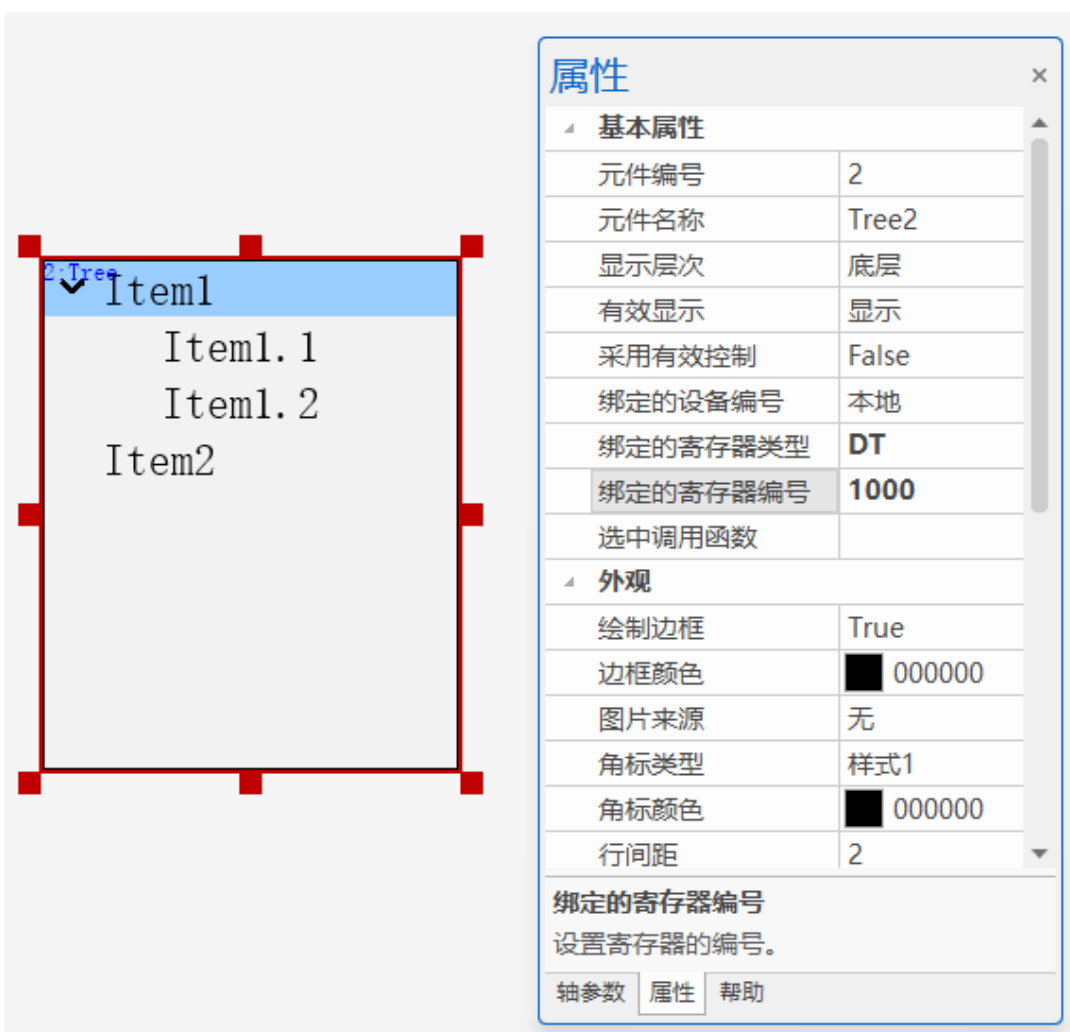 2:Tree
Item1
Item1.1
Item1.2
Item2
属性 ×
基本属性
元件编号 2
元件名称 Tree2
显示层次 底层
有效显示 显示
采用有效控制 False
绑定的设备编号 本地
绑定的寄存器类型 DT
绑定的寄存器编号 1000
选中调用函数
外观
绘制边框 True
边框颜色 000000
图片来源 无
角标类型 样式1
角标颜色 000000
行间距 2
绑定的寄存器编号
设置寄存器的编号。
轴参数 属性 帮助